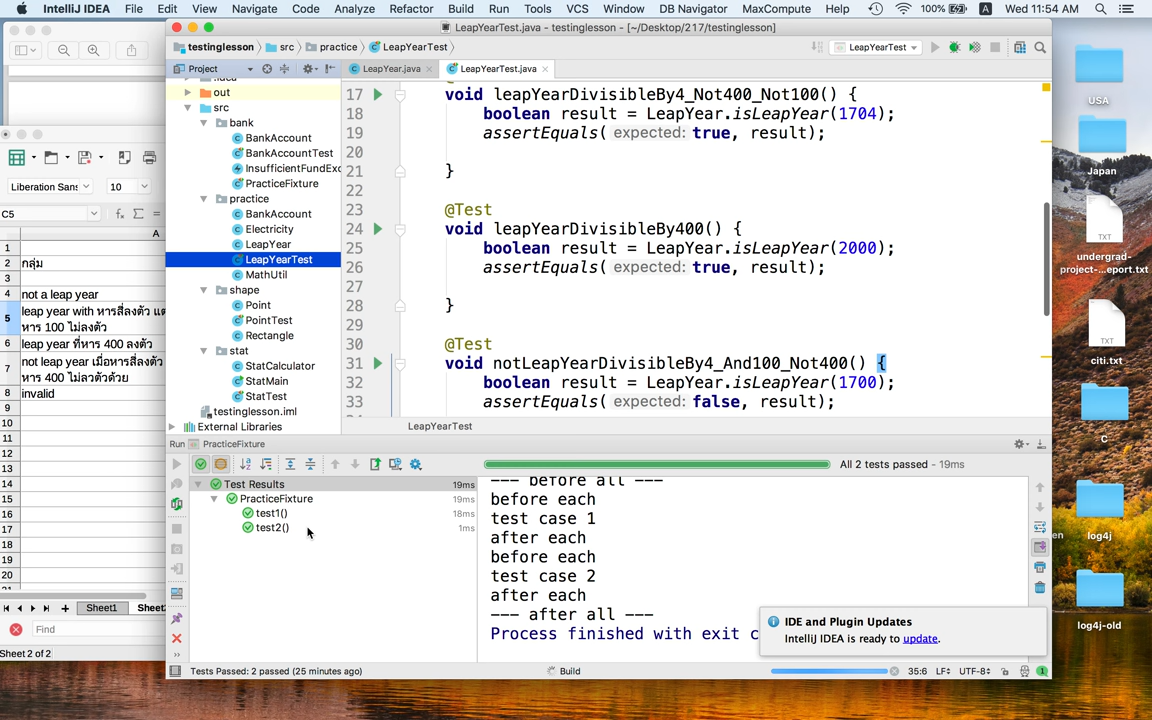 IntelliJ IDEA File Edit View Navigate Code Analyze Refactor Build Run Tools VCS Window DB Navigator MaxCompute Help 100% A Wed 11:54 AM
LeapYearTest.java - testinglesson - [~/Desktop/217/testinglesson]
testinglesson src practice LeapYearTest
LeapYearTest
Project
LeapYear.java
LeapYearTest.java
.idea
out
src
bank
BankAccount
BankAccountTest
InsufficientFundExc
PracticeFixture
practice
BankAccount
Electricity
LeapYear
LeapYearTest
MathUtil
shape
Point
PointTest
Rectangle
stat
StatCalculator
StatMain
StatTest
testinglesson.iml
External Libraries
17 void leapYearDivisibleBy4_Not400_Not100() {
18 boolean result = LeapYear.isLeapYear(1704);
19 assertEquals( expected: true, result);
20
21 }
22
23 @Test
24 void leapYearDivisibleBy400() {
25 boolean result = LeapYear.isLeapYear(2000);
26 assertEquals( expected: true, result);
27
28 }
29
30 @Test
31 void notLeapYearDivisibleBy4_And100_Not400() {
32 boolean result = LeapYear.isLeapYear(1700);
33 assertEquals( expected: false, result);
LeapYearTest
Run PracticeFixture
All 2 tests passed - 19ms
Test Results 19ms
PracticeFixture 19ms
test1() 18ms
test2() 1ms
--- before all ---
before each
test case 1
after each
before each
test case 2
after each
--- after all ---
Process finished with exit c
IDE and Plugin Updates
IntelliJ IDEA is ready to update.
Tests Passed: 2 passed (25 minutes ago)
Build
35:6 LF UTF-8 1
Liberation Sans 10
C5
A
1
2 กลุ่ม
3
4 not a leap year
5 leap year with หารสี่ลงตัว แต่
หาร 100 ไม่ลงตัว
6 leap year ที่หาร 400 ลงตัว
7 not leap year เมื่อหารสี่ลงตัว
หาร 400 ไม่ลวตัวด้วย
8 invalid
9
10
11
12
13
14
15
16
17
18
19
20
21
Sheet1 Sheet2
Find
Sheet 2 of 2
USA
Japan
TXT
undergrad-
project-...eport.txt
TXT
citi.txt
C
en
log4j
log4j-old